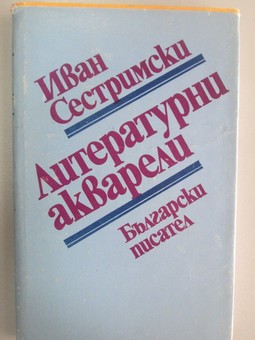 Иван
Сестримски
Литературни
акварели
Български
писател